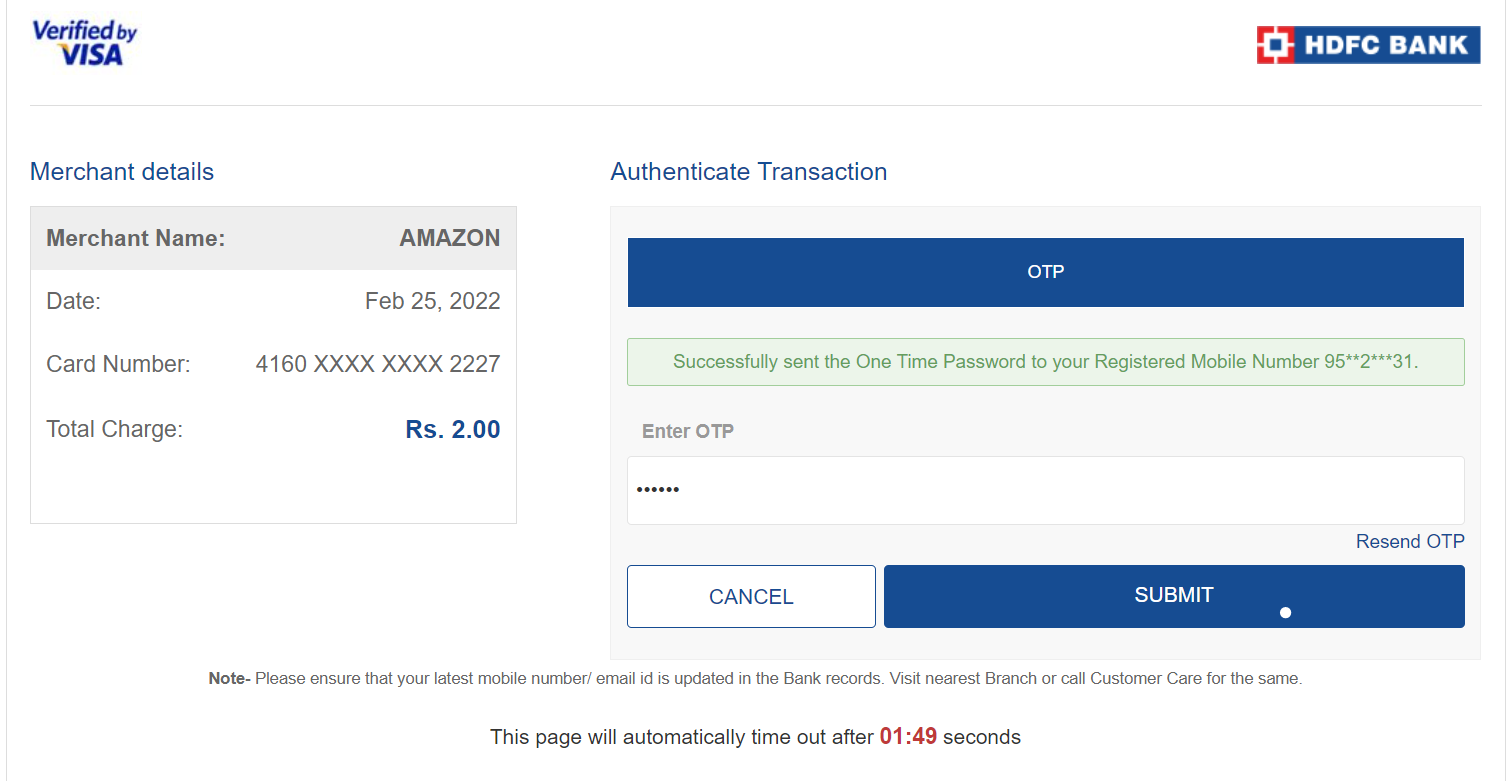 Verified by
VISA
HDFC BANK
Merchant details
Merchant Name: AMAZON
Date: Feb 25, 2022
Card Number: 4160 XXXX XXXX 2227
Total Charge: Rs. 2.00
Authenticate Transaction
OTP
Successfully sent the One Time Password to your Registered Mobile Number 95**2***31.
Enter OTP
••••••
Resend OTP
CANCEL
SUBMIT
Note- Please ensure that your latest mobile number/ email id is updated in the Bank records. Visit nearest Branch or call Customer Care for the same.
This page will automatically time out after 01:49 seconds